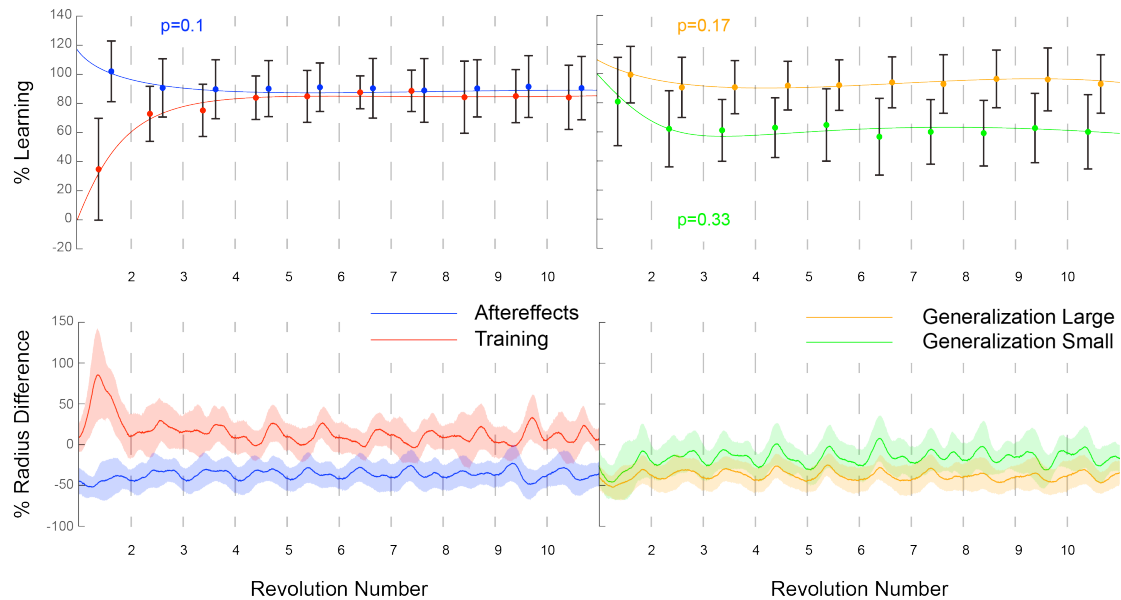 140
120
100
80
60
40
20
0
-20
% Learning
p=0.1
p=0.17
p=0.33
2 3 4 5 6 7 8 9 10
2 3 4 5 6 7 8 9 10
Aftereffects
Training
Generalization Large
Generalization Small
150
100
50
0
-50
-100
% Radius Difference
2 3 4 5 6 7 8 9 10
2 3 4 5 6 7 8 9 10
Revolution Number
Revolution Number